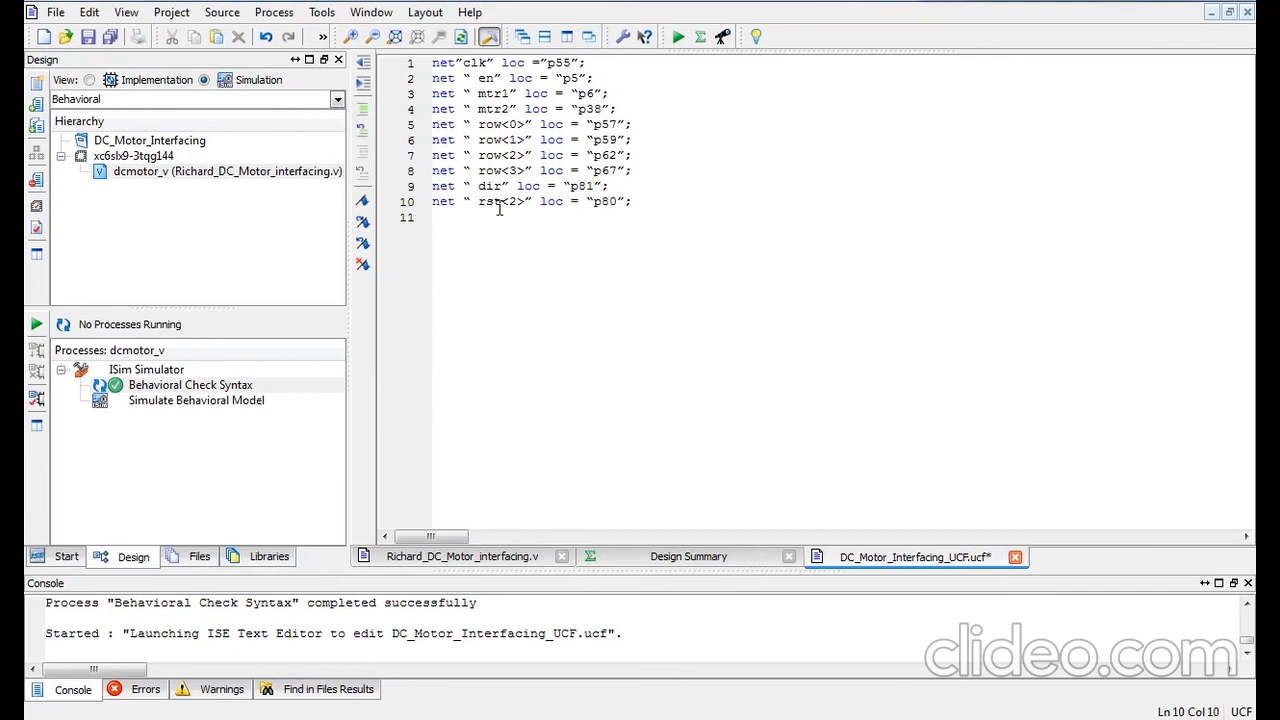 File Edit View Project Source Process Tools Window Layout Help
»
Design
View: Implementation Simulation
Behavioral
Hierarchy
DC_Motor_Interfacing
xc6slx9-3tqg144
dcmotor_v (Richard_DC_Motor_interfacing.v)
No Processes Running
Processes: dcmotor_v
ISim Simulator
Behavioral Check Syntax
Simulate Behavioral Model
Start Design Files Libraries
1 net”clk” loc =”p55”;
2 net “ en” loc = “p5”;
3 net “ mtr1” loc = “p6”;
4 net “ mtr2” loc = “p38”;
5 net “ row<0>” loc = “p57”;
6 net “ row<1>” loc = “p59”;
7 net “ row<2>” loc = “p62”;
8 net “ row<3>” loc = “p67”;
9 net “ dir” loc = “p81”;
10 net “ rst<2>” loc = “p80”;
11
Richard_DC_Motor_interfacing.v Design Summary DC_Motor_Interfacing_UCF.ucf*
Console
Process "Behavioral Check Syntax" completed successfully
Started : "Launching ISE Text Editor to edit DC_Motor_Interfacing_UCF.ucf".
clideo.com
Console Errors Warnings Find in Files Results
Ln 10 Col 10 UCF